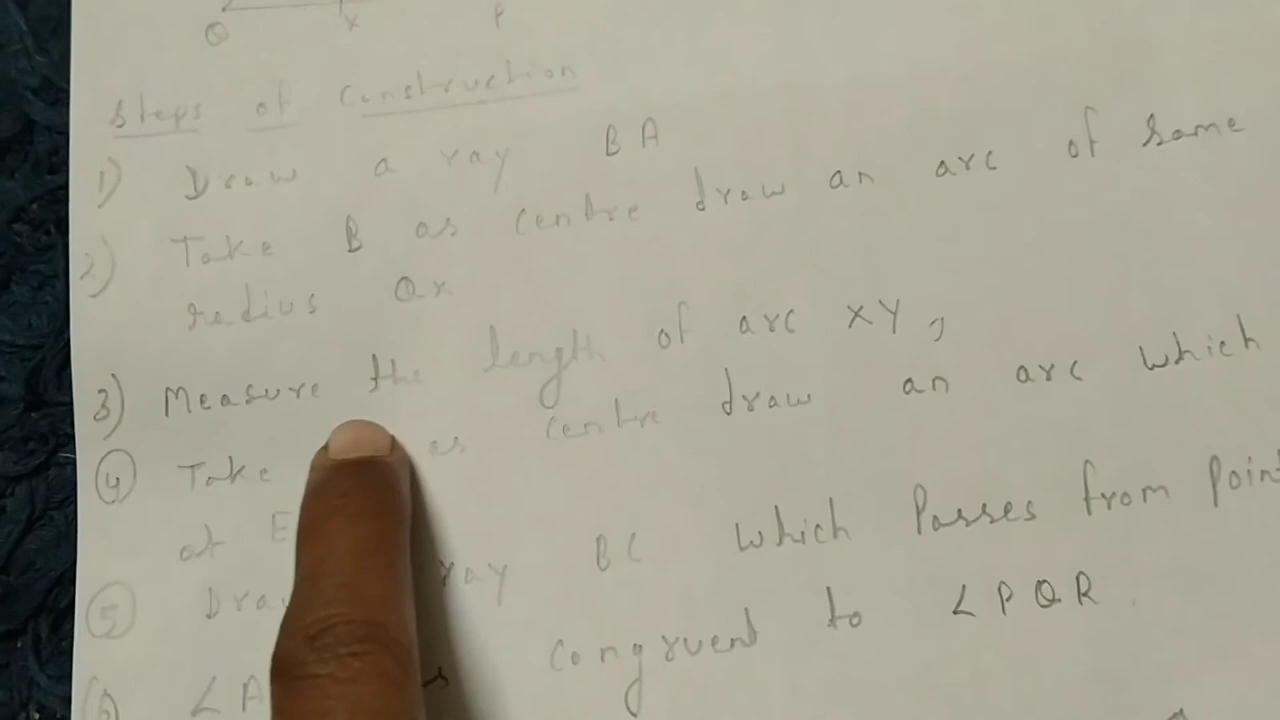 Q x P
Steps of Construction
1) Draw a ray BA
2) Take B as centre draw an arc of same
radius Qx
3) Measure the length of arc XY,
4) Take as centre draw an arc which
at E
5) ray BC which Passes from Point
6) congruent to ∠PQR